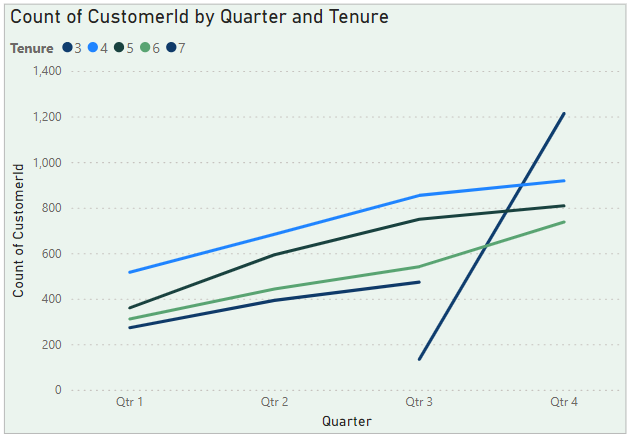 Count of CustomerId by Quarter and Tenure
Tenure 3 4 5 6 7
1,400
1,200
1,000
800
600
400
200
0
Count of CustomerId
Qtr 1 Qtr 2 Qtr 3 Qtr 4
Quarter